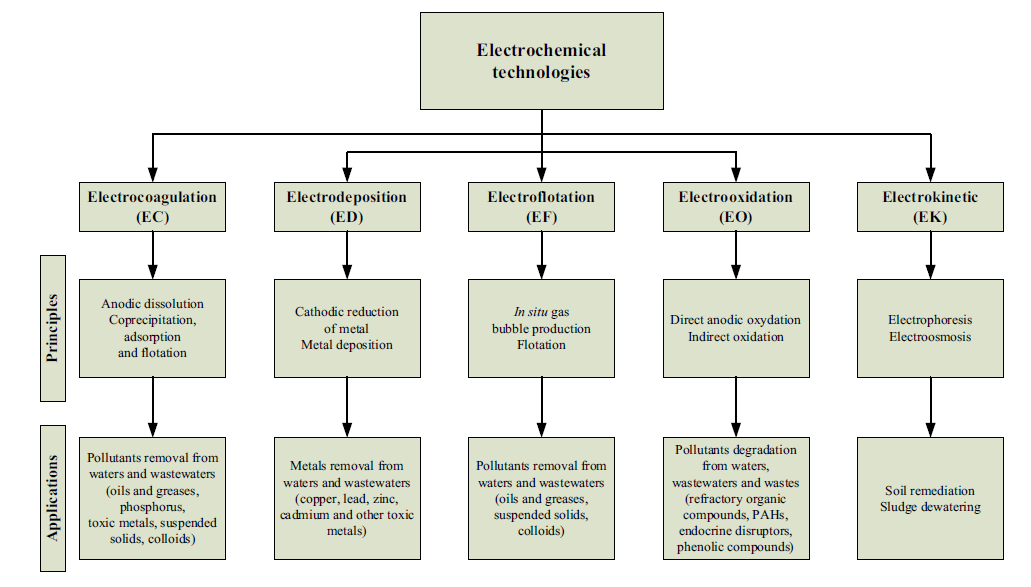 Electrochemical
technologies
Electrocoagulation
(EC)
Electrodeposition
(ED)
Electroflotation
(EF)
Electrooxidation
(EO)
Electrokinetic
(EK)
Principles
Anodic dissolution
Coprecipitation,
adsorption
and flotation
Cathodic reduction
of metal
Metal deposition
In situ gas
bubble production
Flotation
Direct anodic oxydation
Indirect oxidation
Electrophoresis
Electroosmosis
Applications
Pollutants removal from
waters and wastewaters
(oils and greases,
phosphorus,
toxic metals, suspended
solids, colloids)
Metals removal from
waters and wastewaters
(copper, lead, zinc,
cadmium and other toxic
metals)
Pollutants removal from
waters and wastewaters
(oils and greases,
suspended solids,
colloids)
Pollutants degradation
from waters,
wastewaters and wastes
(refractory organic
compounds, PAHs,
endocrine disruptors,
phenolic compounds)
Soil remediation
Sludge dewatering